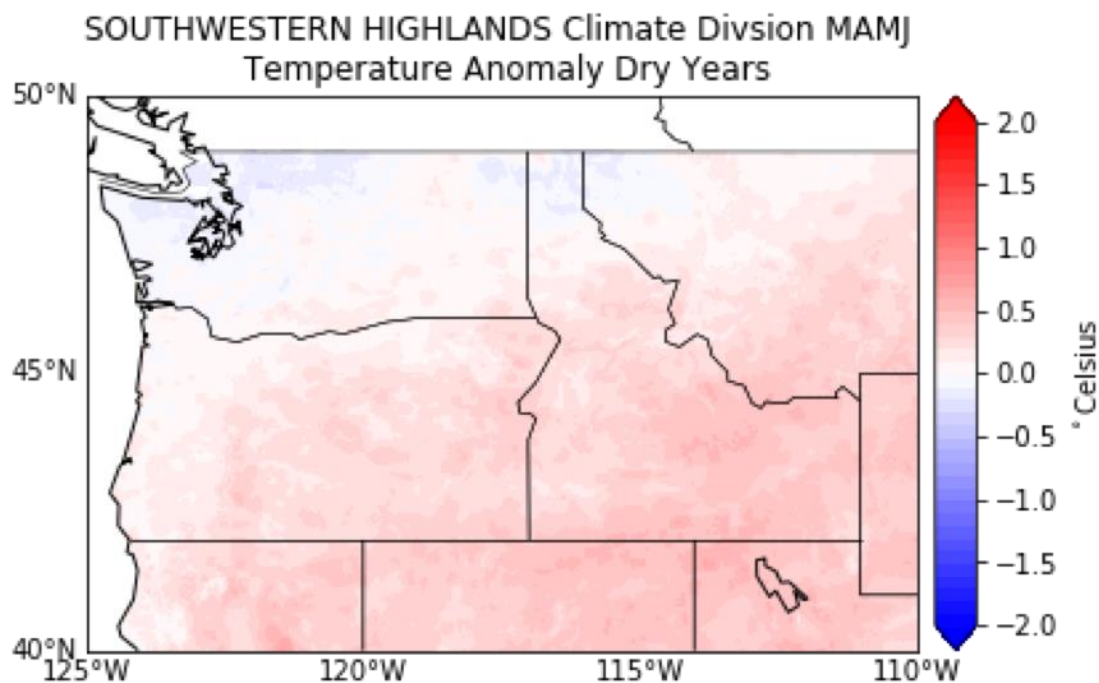 SOUTHWESTERN HIGHLANDS Climate Divsion MAMJ
Temperature Anomaly Dry Years
50°N
45°N
40°N
125°W
120°W
115°W
110°W
2.0
1.5
1.0
0.5
0.0
−0.5
−1.0
−1.5
−2.0
°Celsius